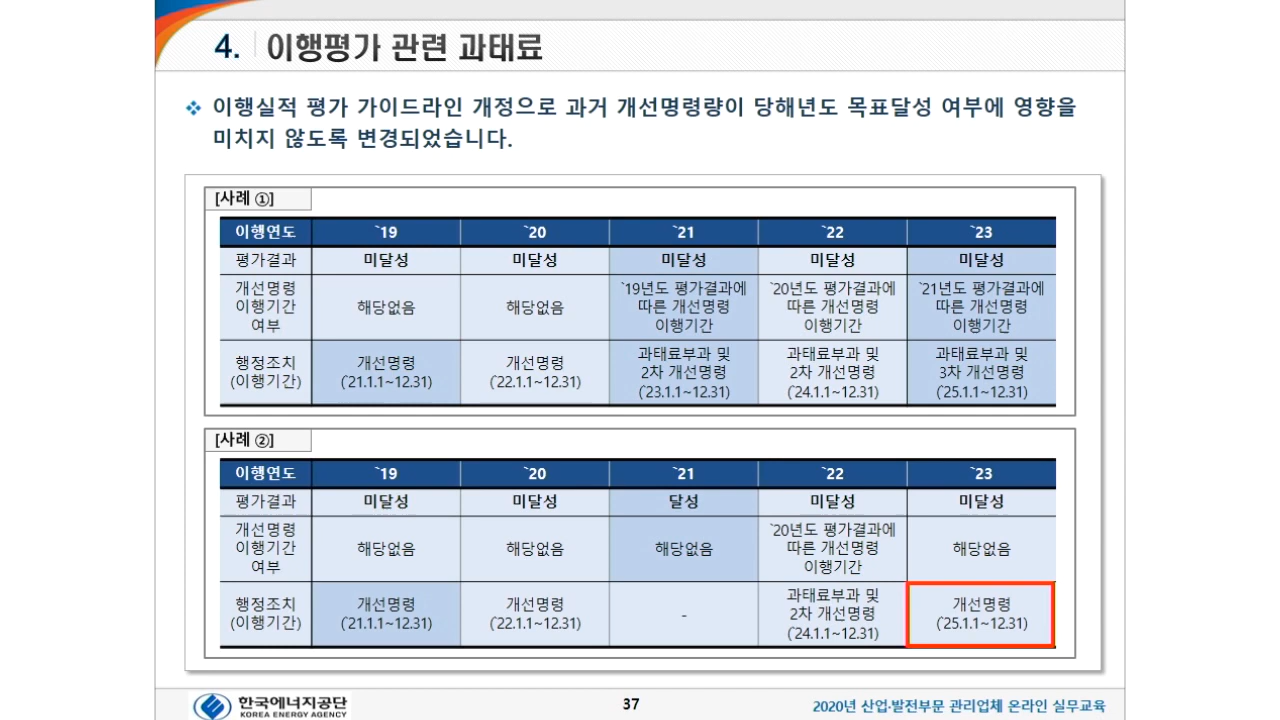 4. 이행평가 관련 과태료
❖ 이행실적 평가 가이드라인 개정으로 과거 개선명령량이 당해년도 목표달성 여부에 영향을
미치지 않도록 변경되었습니다.
[사례 ①]
이행연도 `19 `20 `21 `22 `23
평가결과 미달성 미달성 미달성 미달성 미달성
개선명령
이행기간
여부
해당없음
해당없음
`19년도 평가결과에
따른 개선명령
이행기간
`20년도 평가결과에
따른 개선명령
이행기간
`21년도 평가결과에
따른 개선명령
이행기간
행정조치
(이행기간)
개선명령
(`21.1.1~12.31)
개선명령
(`22.1.1~12.31)
과태료부과 및
2차 개선명령
(`23.1.1~12.31)
과태료부과 및
2차 개선명령
(`24.1.1~12.31)
과태료부과 및
3차 개선명령
(`25.1.1~12.31)
[사례 ②]
이행연도 `19 `20 `21 `22 `23
평가결과 미달성 미달성 달성 미달성 미달성
개선명령
이행기간
여부
해당없음
해당없음
해당없음
`20년도 평가결과에
따른 개선명령
이행기간
해당없음
행정조치
(이행기간)
개선명령
(`21.1.1~12.31)
개선명령
(`22.1.1~12.31)
-
과태료부과 및
2차 개선명령
(`24.1.1~12.31)
개선명령
(`25.1.1~12.31)
한국에너지공단
KOREA ENERGY AGENCY
37
2020년 산업·발전부문 관리업체 온라인 실무교육